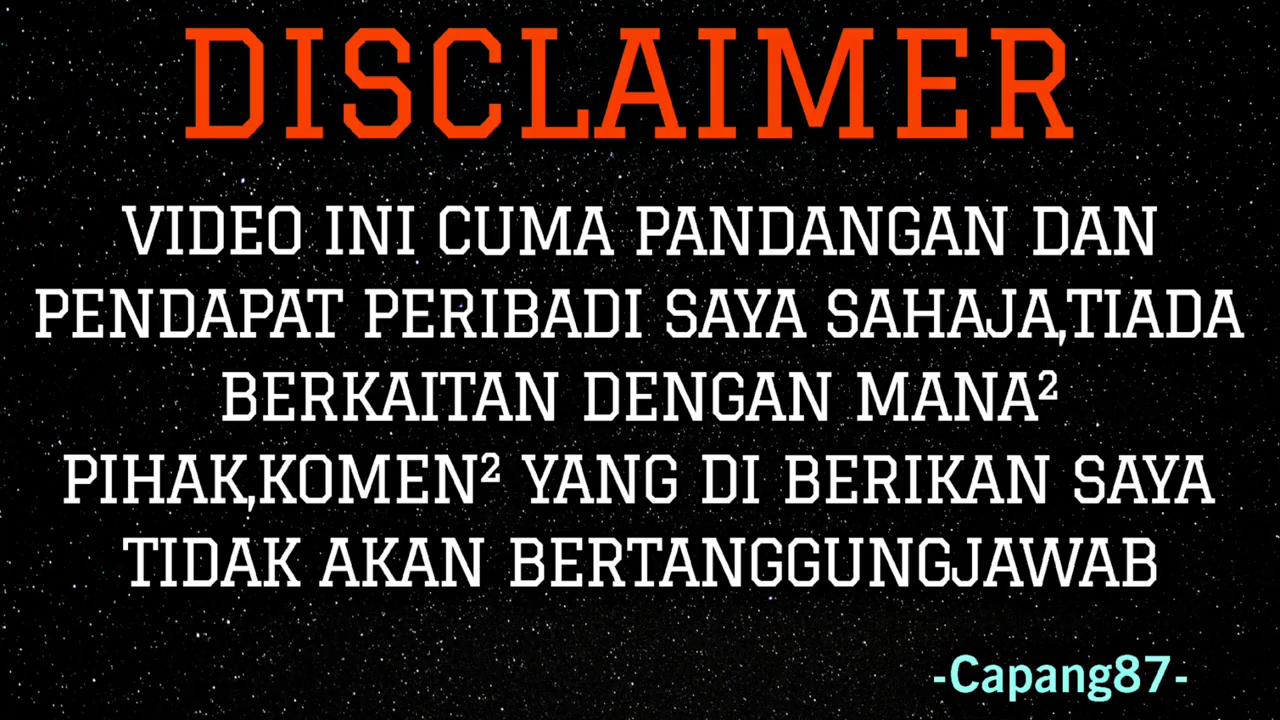 DISCLAIMER
VIDEO INI CUMA PANDANGAN DAN
PENDAPAT PERIBADI SAYA SAHAJA,TIADA
BERKAITAN DENGAN MANA²
PIHAK,KOMEN² YANG DI BERIKAN SAYA
TIDAK AKAN BERTANGGUNGJAWAB
-Capang87-